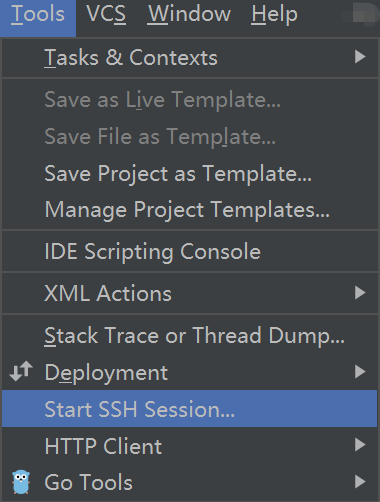 Tools VCS Window Help
Tasks & Contexts
Save as Live Template...
Save File as Template...
Save Project as Template...
Manage Project Templates...
IDE Scripting Console
XML Actions
Stack Trace or Thread Dump...
Deployment
Start SSH Session...
HTTP Client
Go Tools